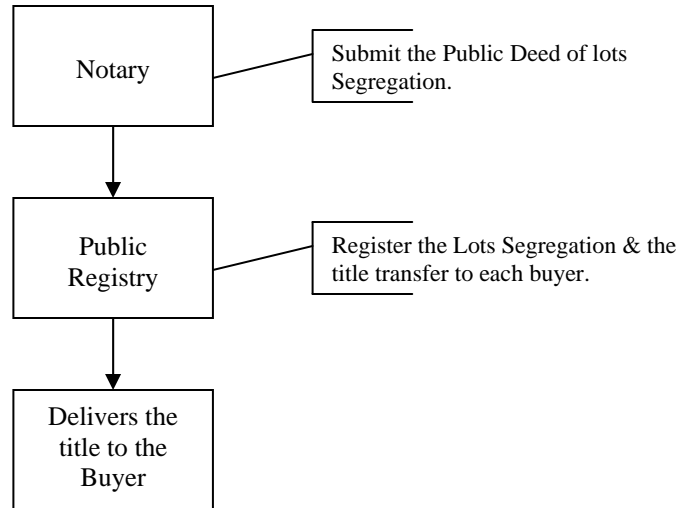 Notary
Submit the Public Deed of lots
Segregation.
Public
Registry
Register the Lots Segregation & the
title transfer to each buyer.
Delivers the
title to the
Buyer